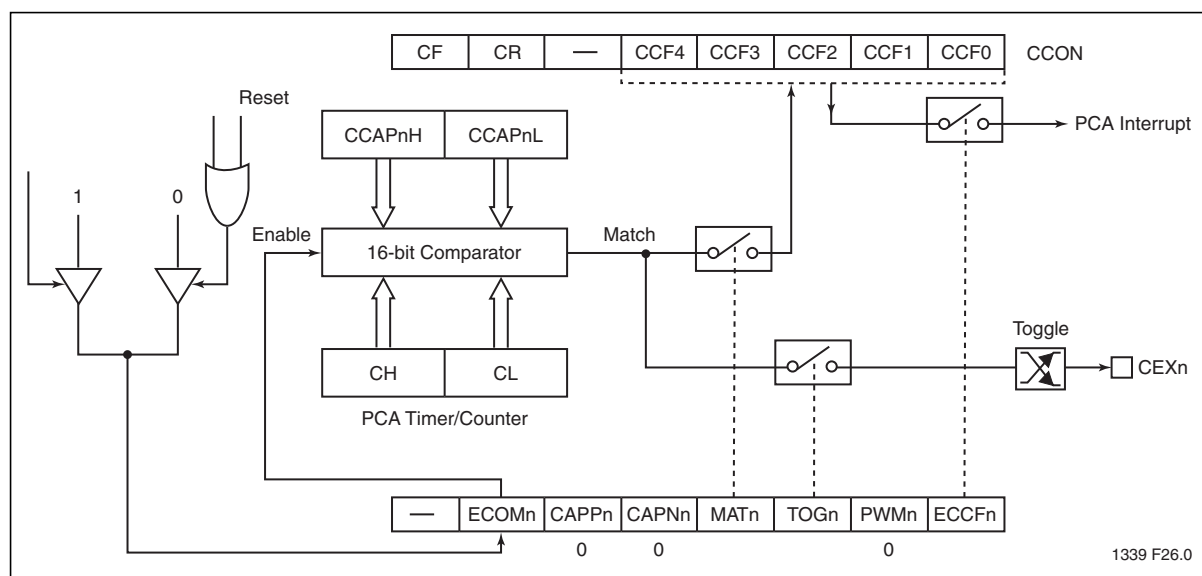 CF CR — CCF4 CCF3 CCF2 CCF1 CCF0 CCON
Reset
CCAPnH CCAPnL
PCA Interrupt
1 0
Enable
16-bit Comparator
Match
Toggle
CH CL
CEXn
PCA Timer/Counter
— ECOMn CAPPn CAPNn MATn TOGn PWMn ECCFn
0 0 0
1339 F26.0